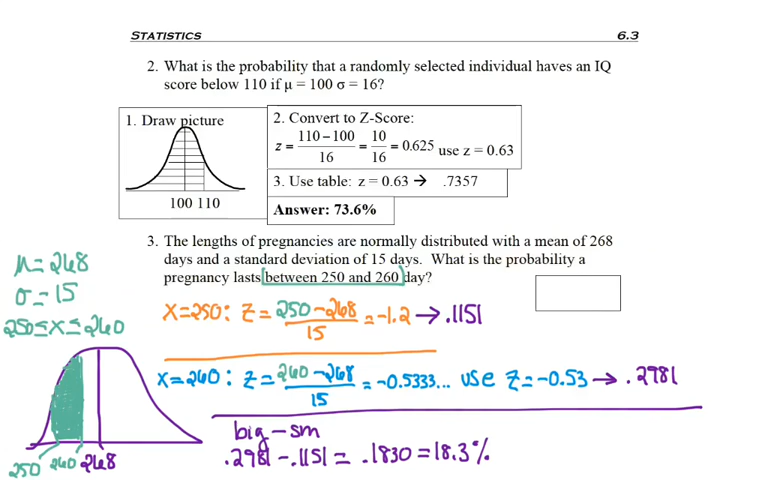 STATISTICS 6.3
2. What is the probability that a randomly selected individual haves an IQ
score below 110 if μ = 100 σ = 16?
1. Draw picture
100 110
2. Convert to Z-Score:
z = (110 − 100)/16 = 10/16 = 0.625 use z = 0.63
3. Use table: z = 0.63 → .7357
Answer: 73.6%
3. The lengths of pregnancies are normally distributed with a mean of 268
days and a standard deviation of 15 days. What is the probability a
pregnancy lasts between 250 and 260 day?
μ = 268
σ = 15
250 ≤ x ≤ 260
x = 250: z = (250 − 268)/15 = −1.2 → .1151
x = 260: z = (260 − 268)/15 = −0.5333... use z = −0.53 → .2981
250 260 268
big − sm
.2981 − .1151 = .1830 = 18.3%